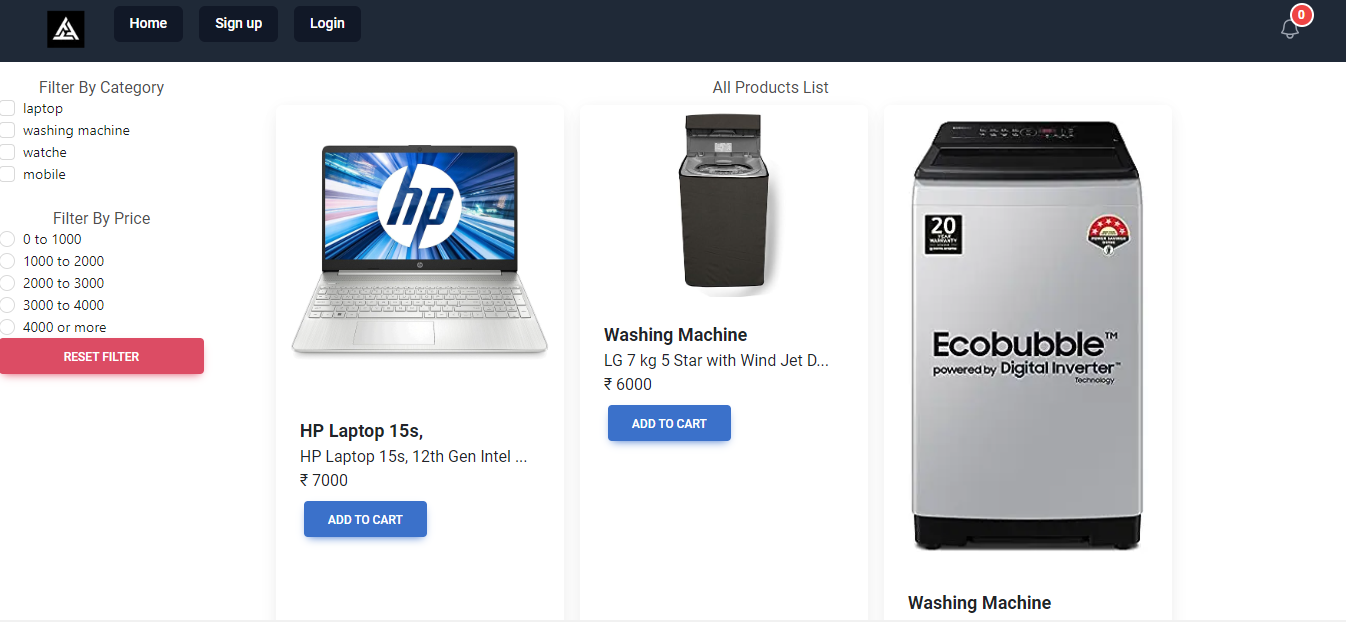 Home
Sign up
Login
0
Filter By Category
laptop
washing machine
watche
mobile
Filter By Price
0 to 1000
1000 to 2000
2000 to 3000
3000 to 4000
4000 or more
RESET FILTER
All Products List
hp
HP Laptop 15s,
HP Laptop 15s, 12th Gen Intel ...
₹ 7000
ADD TO CART
Washing Machine
LG 7 kg 5 Star with Wind Jet D...
₹ 6000
ADD TO CART
20
YEAR
WARRANTY
POWER SAVINGS
Ecobubble™
powered by Digital Inverter™
Technology
Washing Machine